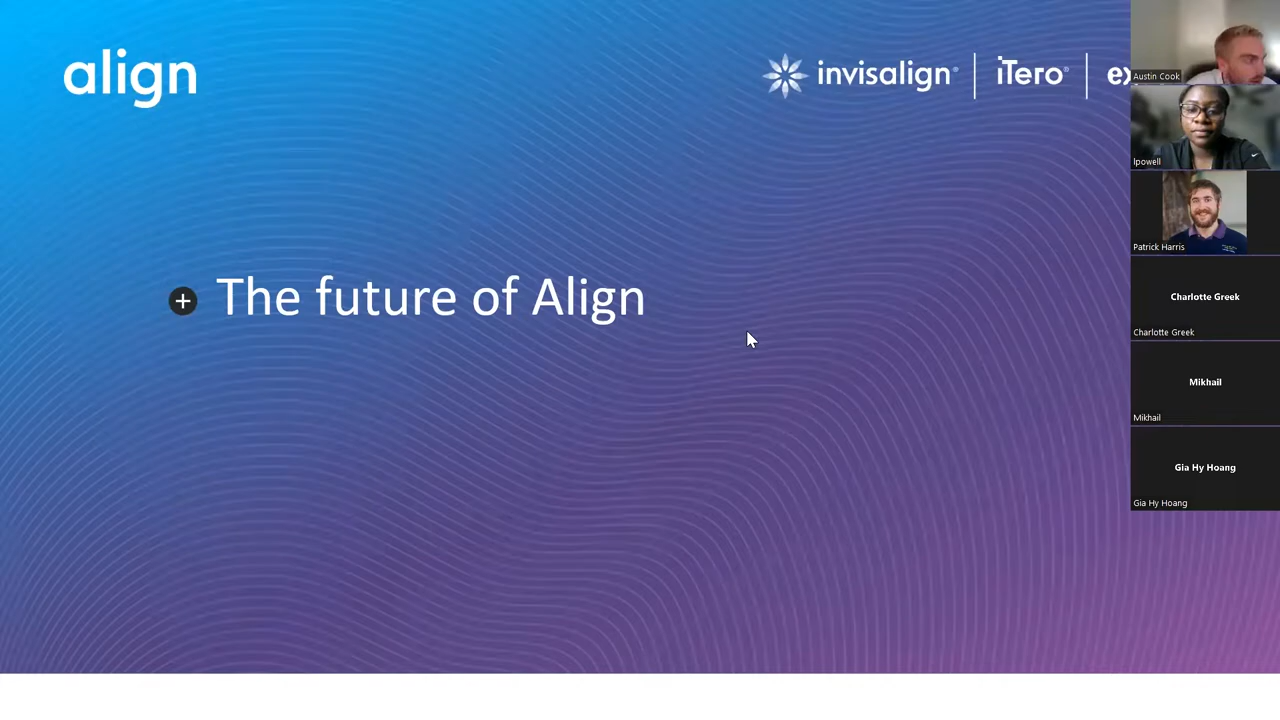 align
invisalign® | iTero® | ex
The future of Align
Austin Cook
lpowell
Patrick Harris
Charlotte Greek
Charlotte Greek
Mikhail
Mikhail
Gia Hy Hoang
Gia Hy Hoang